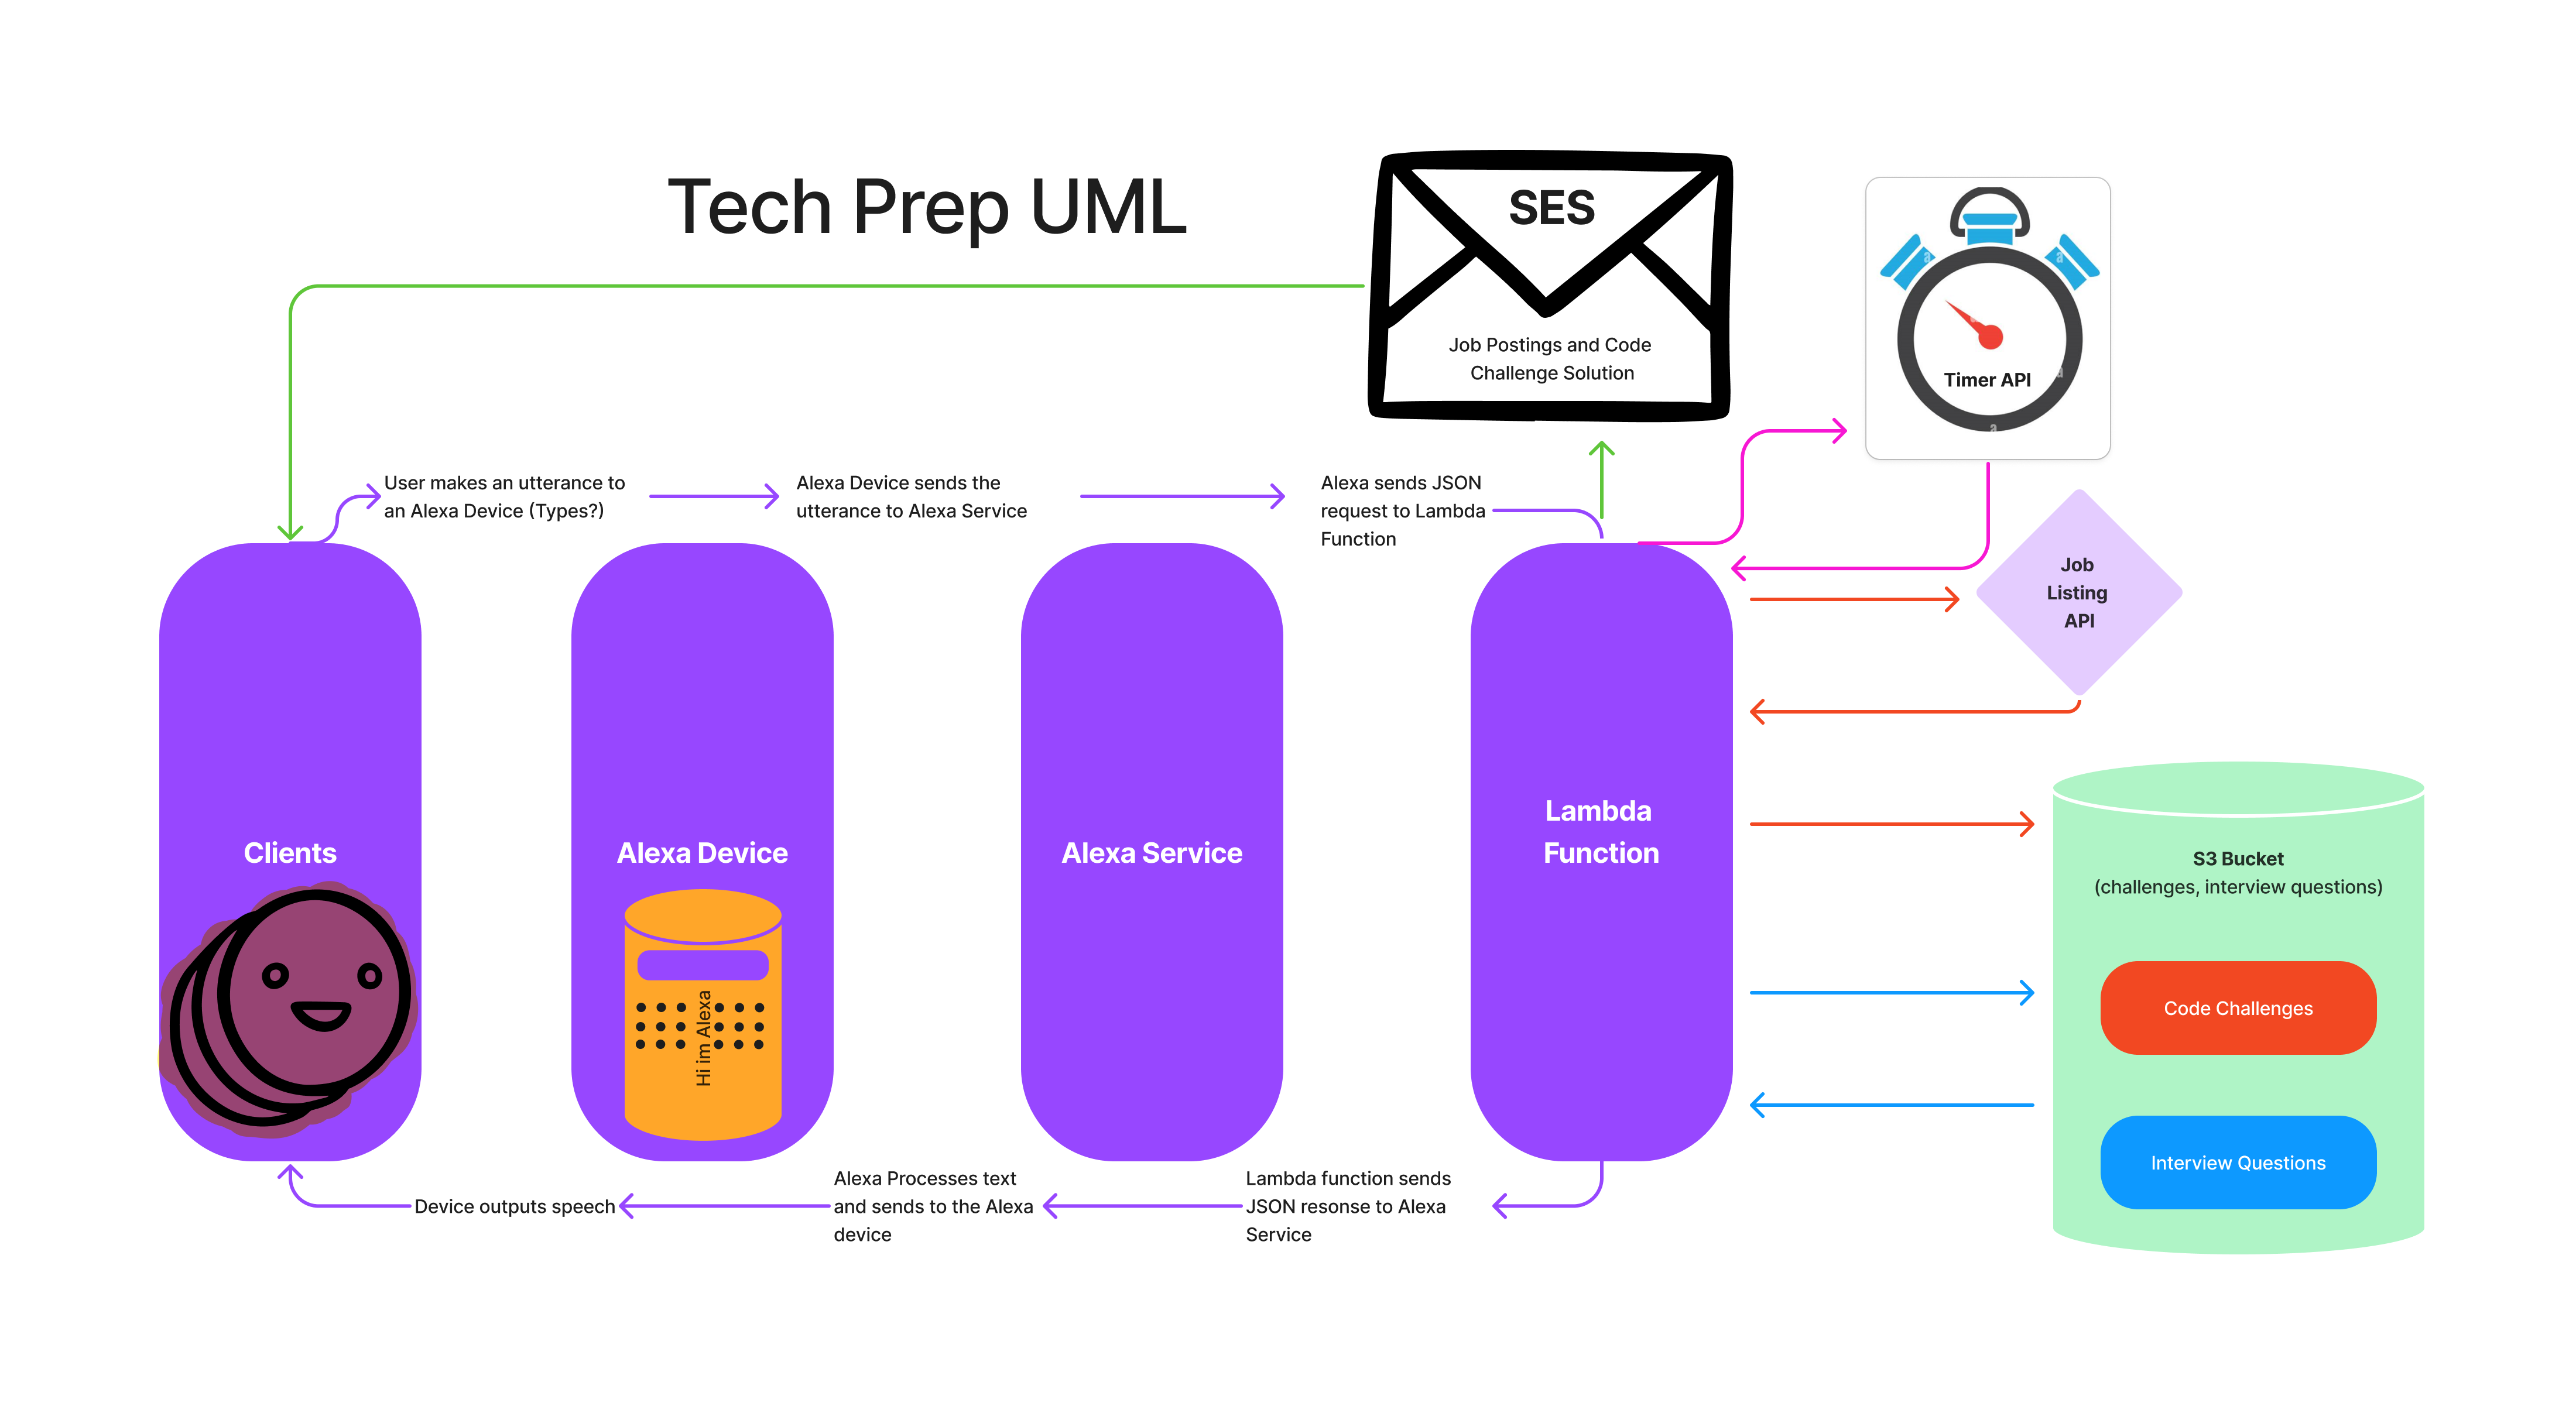 Tech Prep UML
SES
Job Postings and Code
Challenge Solution
a
a
a
a
a
Timer API
User makes an utterance to
an Alexa Device (Types?)
Alexa Device sends the
utterance to Alexa Service
Alexa sends JSON
request to Lambda
Function
Job
Listing
API
Clients
Alexa Device
Hi im Alexa
Alexa Service
Lambda
Function
S3 Bucket
(challenges, interview questions)
Code Challenges
Interview Questions
Device outputs speech
Alexa Processes text
and sends to the Alexa
device
Lambda function sends
JSON resonse to Alexa
Service